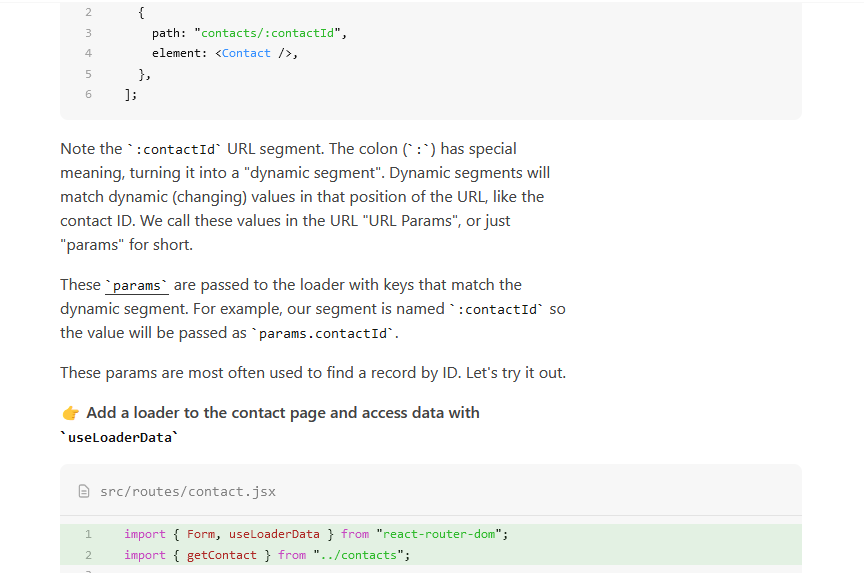 2 {
3 path: "contacts/:contactId",
4 element: <Contact />,
5 },
6 ];
Note the `:contactId` URL segment. The colon (`:`) has special
meaning, turning it into a "dynamic segment". Dynamic segments will
match dynamic (changing) values in that position of the URL, like the
contact ID. We call these values in the URL "URL Params", or just
"params" for short.
These `params` are passed to the loader with keys that match the
dynamic segment. For example, our segment is named `:contactId` so
the value will be passed as `params.contactId`.
These params are most often used to find a record by ID. Let's try it out.
👉 Add a loader to the contact page and access data with
`useLoaderData`
src/routes/contact.jsx
1 import { Form, useLoaderData } from "react-router-dom";
2 import { getContact } from "../contacts";